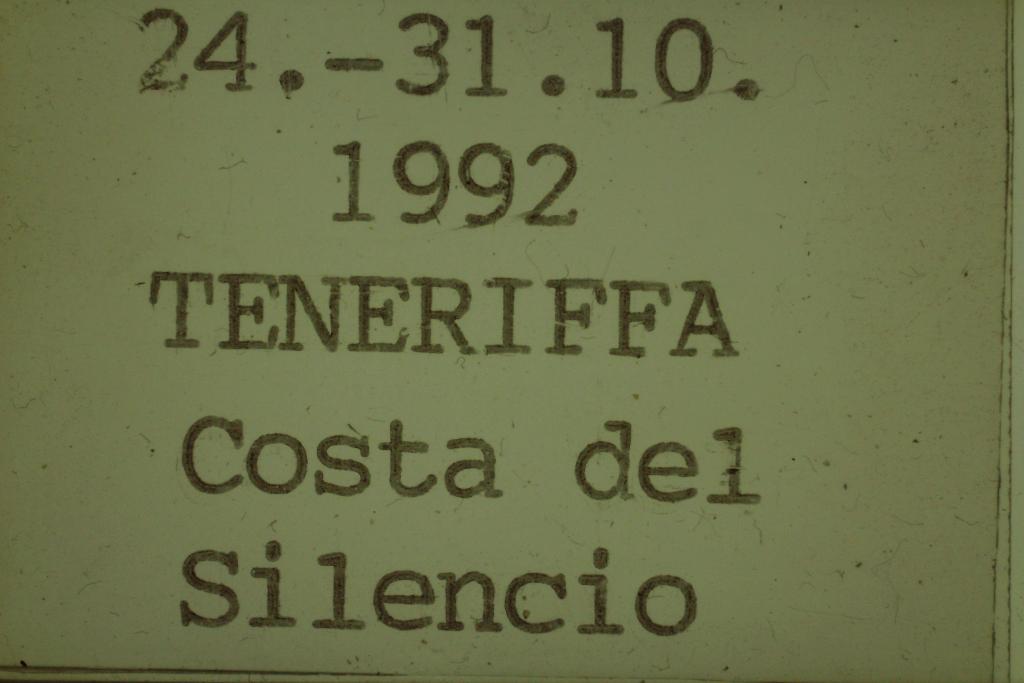 24.-31.10.
1992
TENERIFFA
Costa del
Silencio